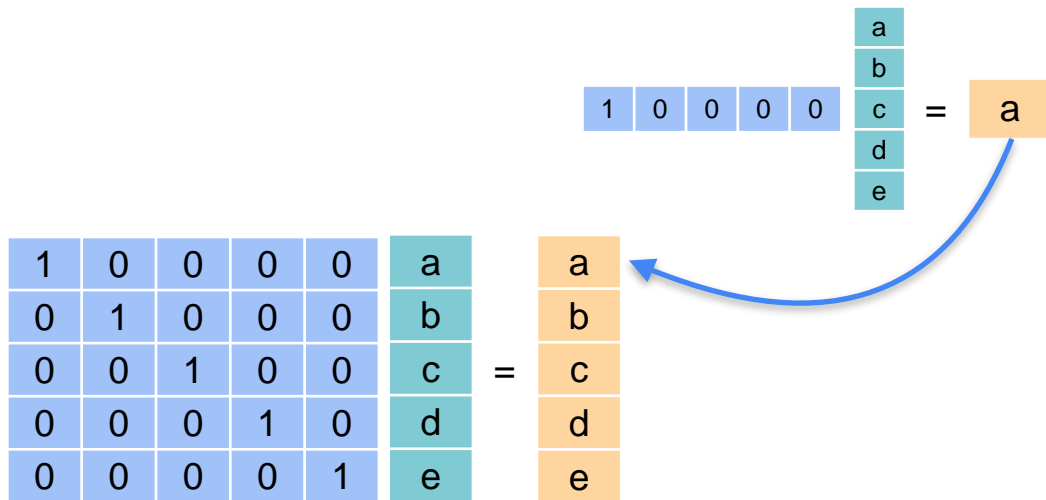 a
b
1 0 0 0 0 c = a
d
e
1 0 0 0 0 a a
0 1 0 0 0 b b
0 0 1 0 0 c = c
0 0 0 1 0 d d
0 0 0 0 1 e e